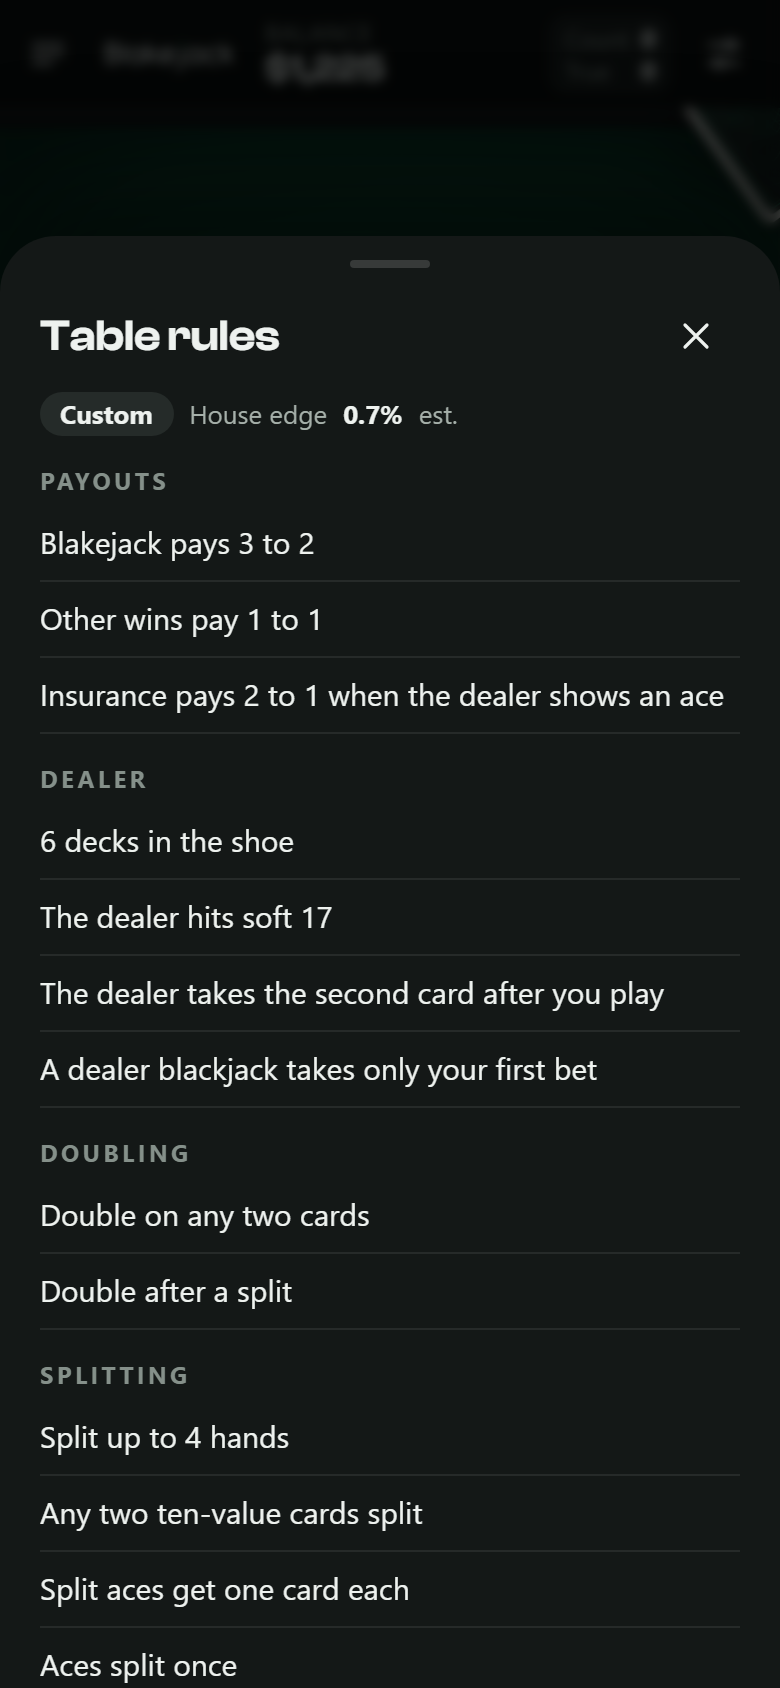 Blakejack
BALANCE
$1,225
Table rules
Custom House edge 0.7% est.
PAYOUTS
Blakejack pays 3 to 2
Other wins pay 1 to 1
Insurance pays 2 to 1 when the dealer shows an ace
DEALER
6 decks in the shoe
The dealer hits soft 17
The dealer takes the second card after you play
A dealer blackjack takes only your first bet
DOUBLING
Double on any two cards
Double after a split
SPLITTING
Split up to 4 hands
Any two ten-value cards split
Split aces get one card each
Aces split once